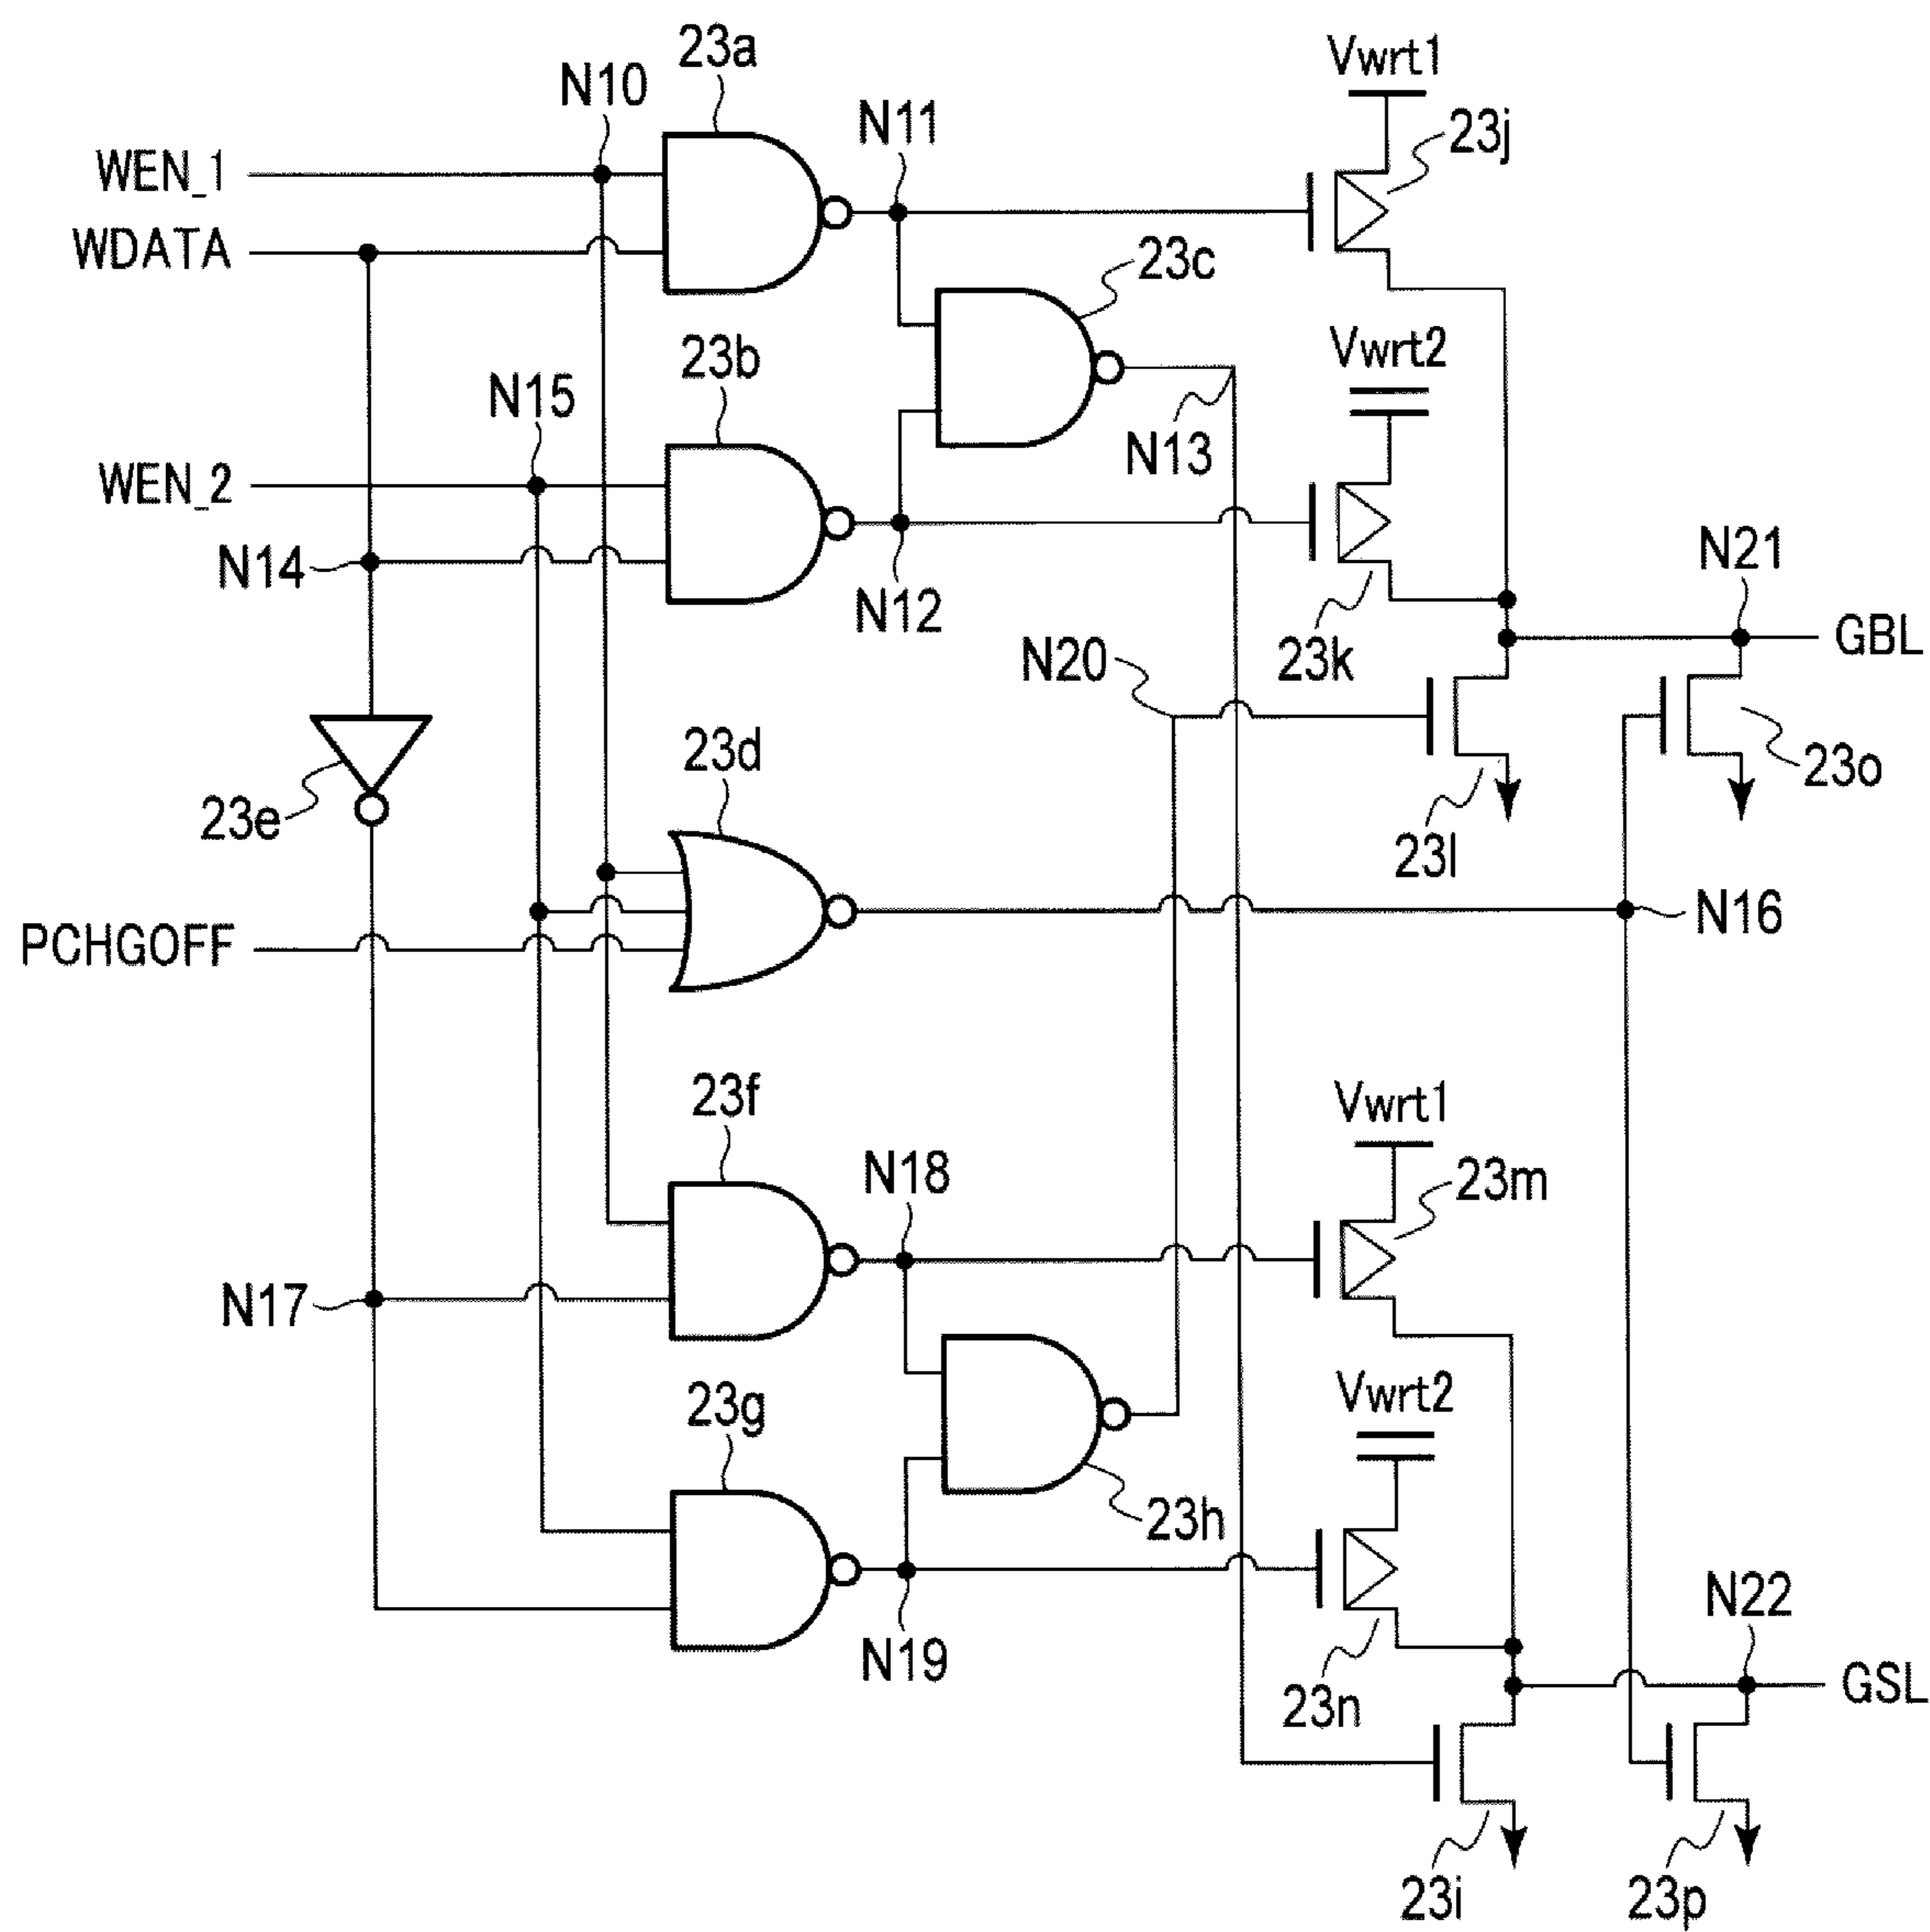 23a
Vwrt1
N10
N11
23j
WEN_1
WDATA
23c
23b
Vwrt2
N15
N13
WEN_2
N14
N12
N21
23k
GBL
N20
23d
23e
23o
23l
PCHGOFF
N16
23f
Vwrt1
N18
23m
N17
23g
Vwrt2
23h
N19
N22
23n
GSL
23i
23p